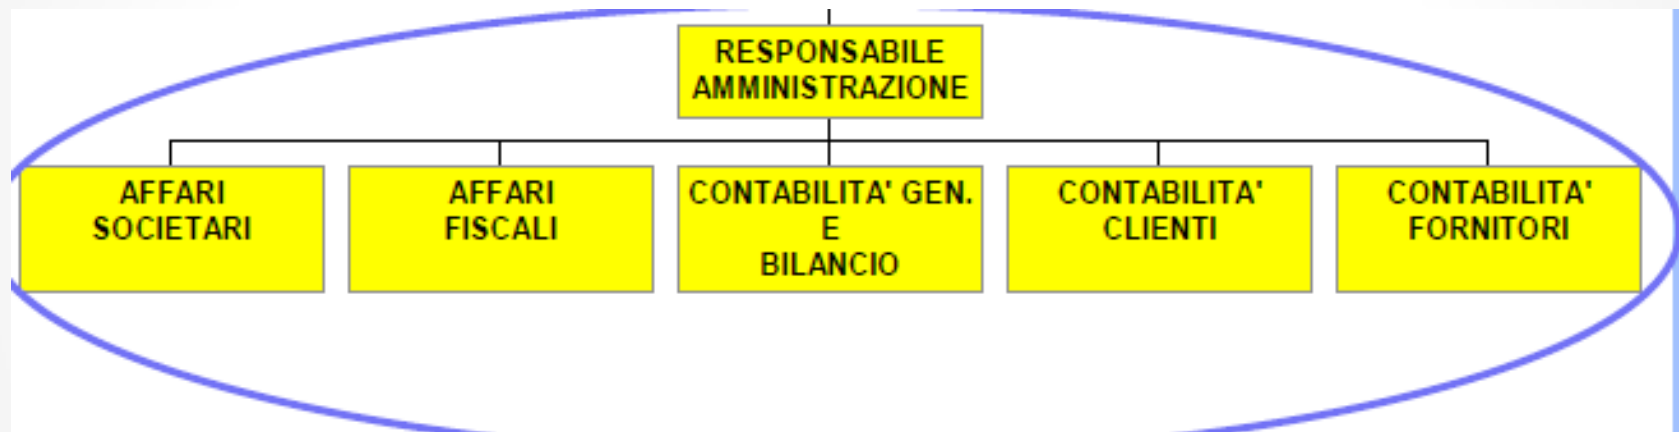 RESPONSABILE
AMMINISTRAZIONE
AFFARI
SOCIETARI
AFFARI
FISCALI
CONTABILITA' GEN.
E
BILANCIO
CONTABILITA'
CLIENTI
CONTABILITA'
FORNITORI